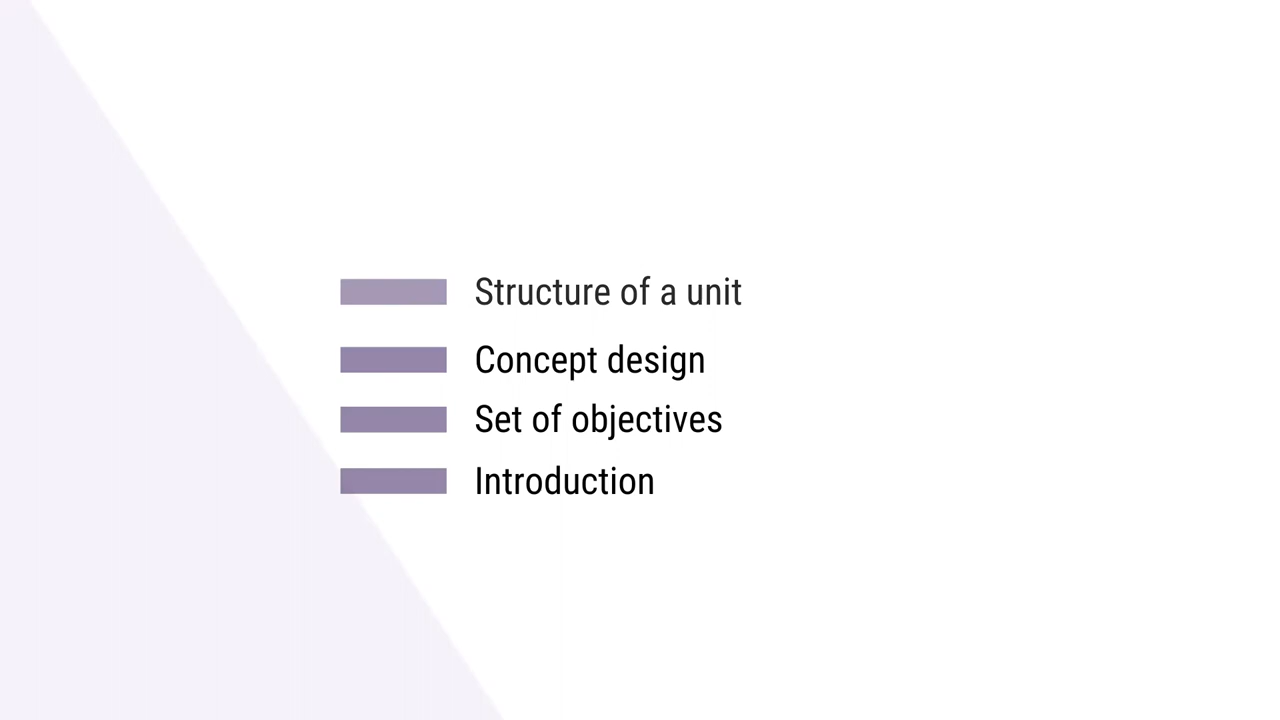 Structure of a unit
Concept design
Set of objectives
Introduction